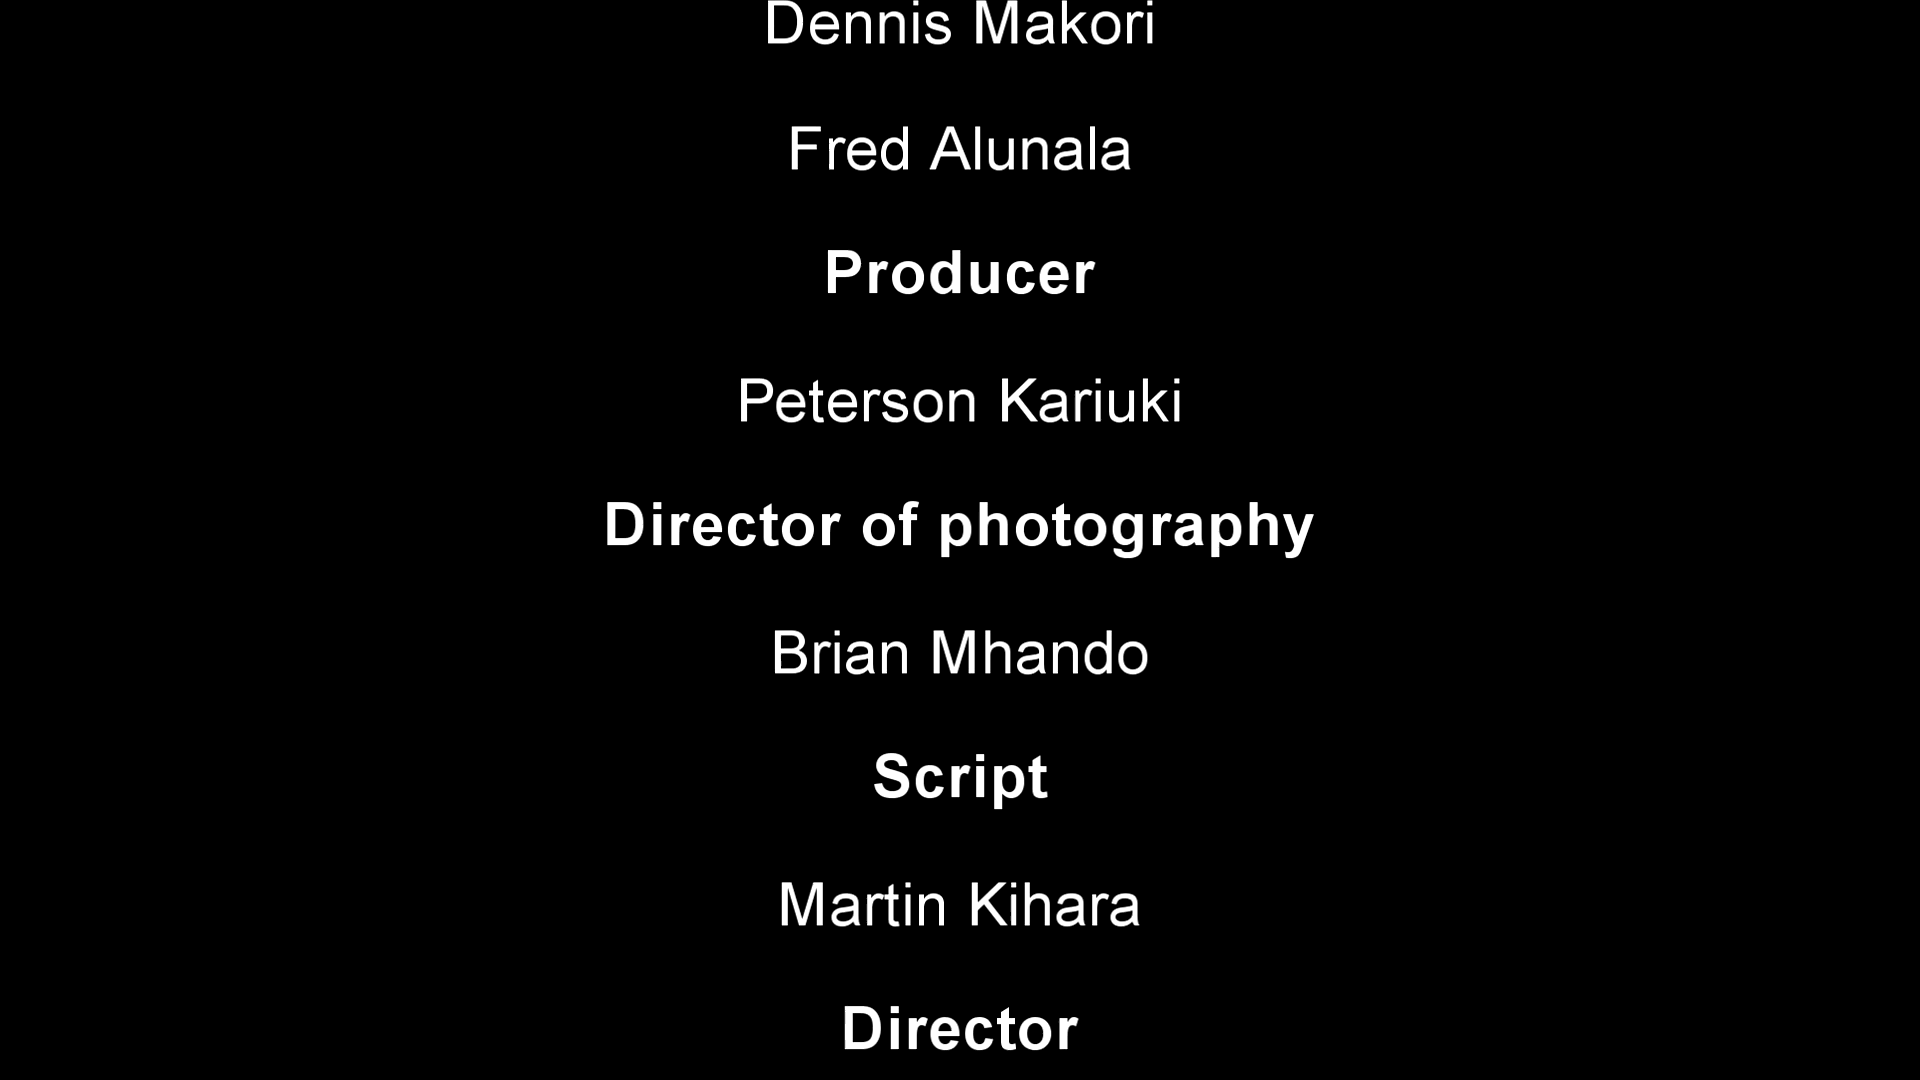 Dennis Makori
Fred Alunala
Producer
Peterson Kariuki
Director of photography
Brian Mhando
Script
Martin Kihara
Director